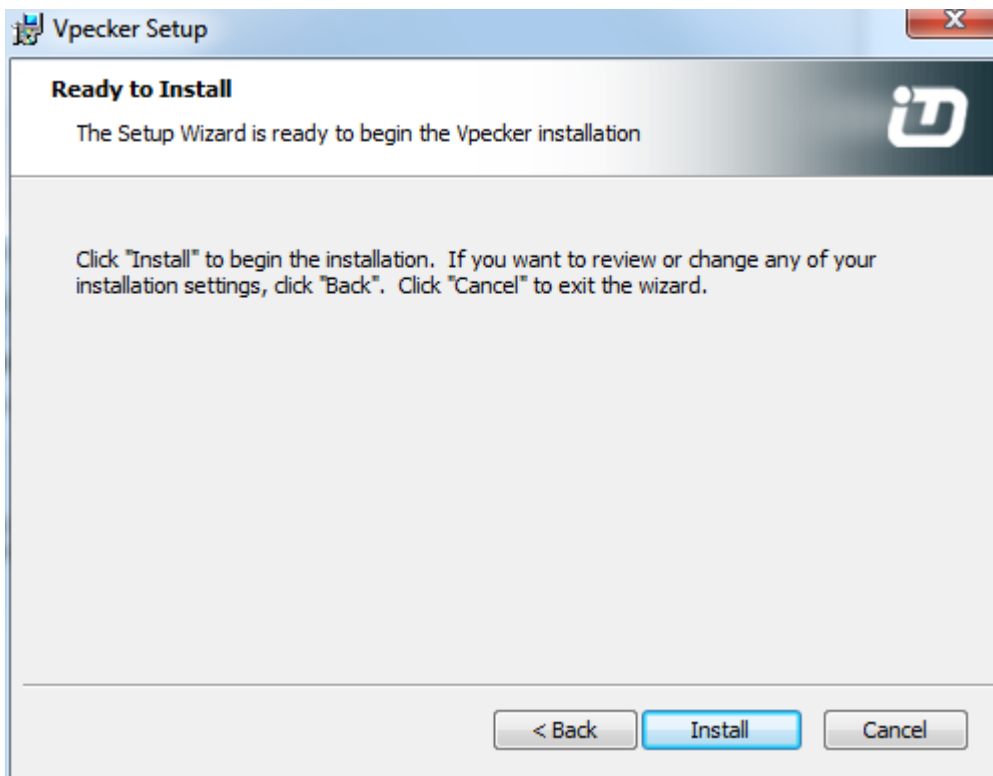 Vpecker Setup
x
Ready to Install
The Setup Wizard is ready to begin the Vpecker installation
iD
Click "Install" to begin the installation.  If you want to review or change any of your
installation settings, click "Back".  Click "Cancel" to exit the wizard.
< Back
Install
Cancel